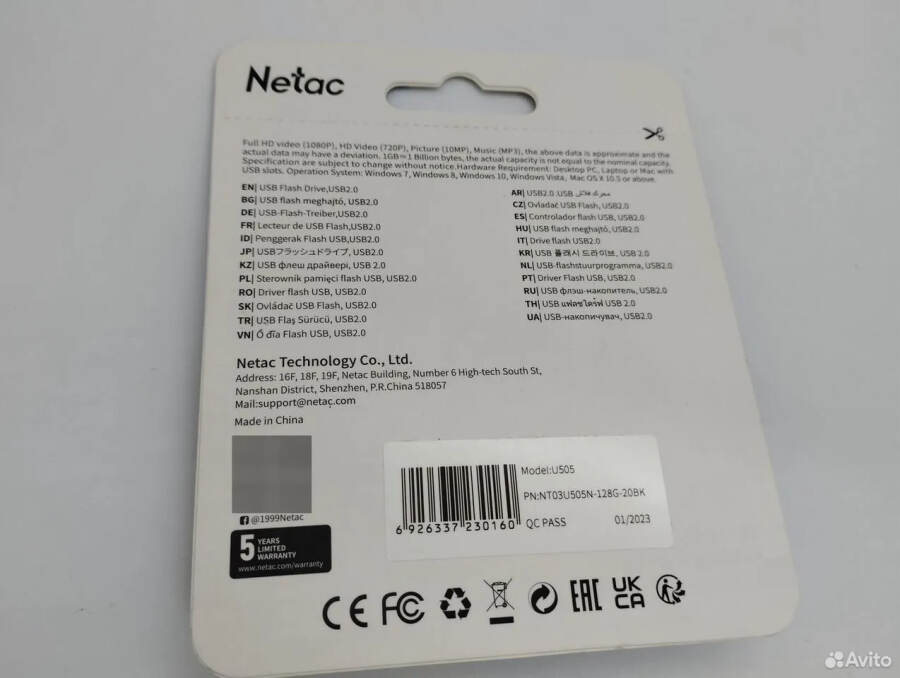 Netac
Full HD video (1080P), HD Video (720P), Picture (10MP), Music (MP3), the above data is approximate and the
actual data may have a deviation. 1GB=1 Billion bytes, the actual capacity is not equal to the nominal capacity.
Specification are subject to change without notice.Hardware Requirement: Desktop PC, Laptop or Mac with
USB slots. Operation System: Windows 7, Windows 8, Windows 10, Windows Vista, Mac OS X 10.5 or above.
EN| USB Flash Drive,USB2.0
BG| USB flash meghajtó, USB2.0
DE| USB-Flash-Treiber,USB2.0
FR| Lecteur de USB Flash,USB2.0
ID| Penggerak Flash USB,USB2.0
JP| USBフラッシュドライブ, USB2.0
KZ| USB флеш драйвері, USB 2.0
PL| Sterownik pamięci flash USB, USB2.0
RO| Driver flash USB, USB2.0
SK| Ovládač USB Flash, USB2.0
TR| USB Flaş Sürücü, USB2.0
VN| Ổ đĩa Flash USB, USB2.0
AR| USB2.0 .USB محرك فلاش
CZ| Ovladač USB Flash, USB2.0
ES| Controlador flash USB, USB2.0
HU| USB flash meghajtó, USB2.0
IT| Drive flash USB2.0
KR| USB 플래시 드라이브, USB2.0
NL| USB-flashstuurprogramma, USB2.0
PT| Driver Flash USB, USB2.0
RU| USB флэш-накопитель, USB2.0
TH| USB แฟลชไดร์ฟ USB 2.0
UA| USB-накопичувач, USB2.0
Netac Technology Co., Ltd.
Address: 16F, 18F, 19F, Netac Building, Number 6 High-tech South St,
Nanshan District, Shenzhen, P.R.China 518057
Mail:support@netac.com
Made in China
@1999Netac
5 YEARS
LIMITED
WARRANTY
www.netac.com/warranty
Model:U505
PN:NT03U505N-128G-20BK
QC PASS 01/2023
6 926337 230160
CE FC EAC UK
CA
Avito